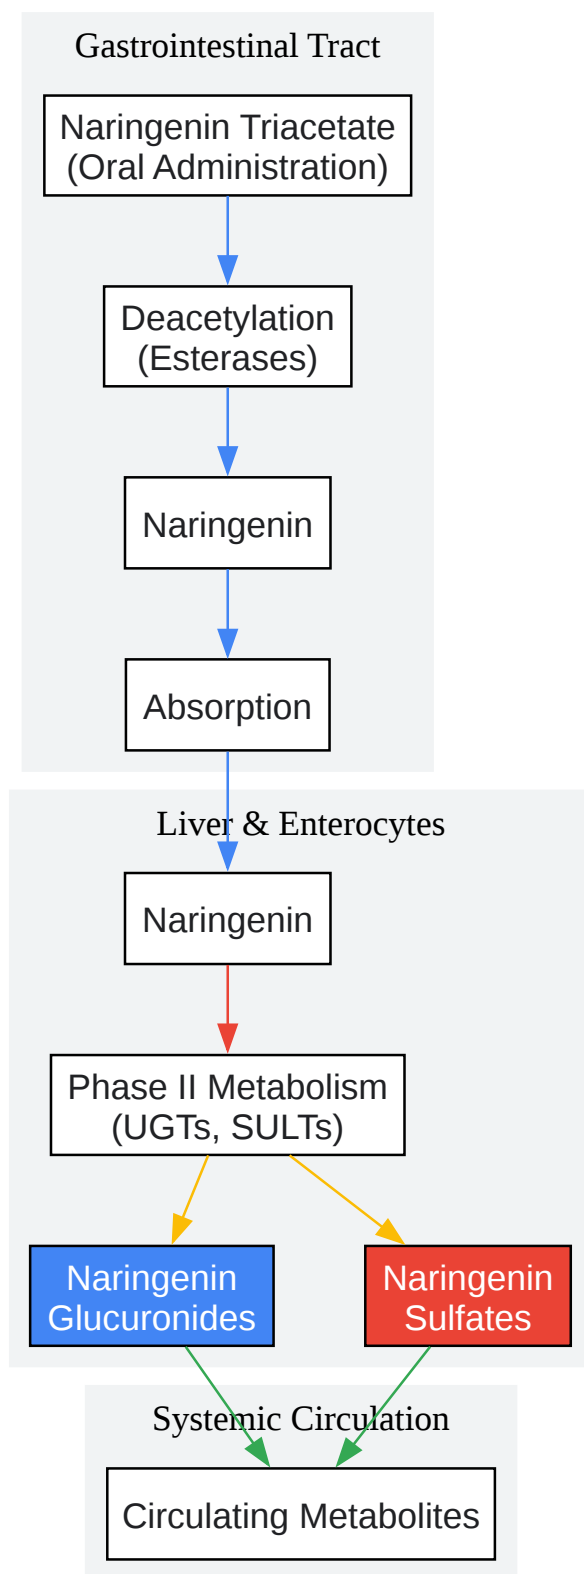 Gastrointestinal Tract
Naringenin Triacetate
(Oral Administration)
Deacetylation
(Esterases)
Naringenin
Absorption
Liver & Enterocytes
Naringenin
Phase II Metabolism
(UGTs, SULTs)
Naringenin
Glucuronides
Naringenin
Sulfates
Systemic Circulation
Circulating Metabolites